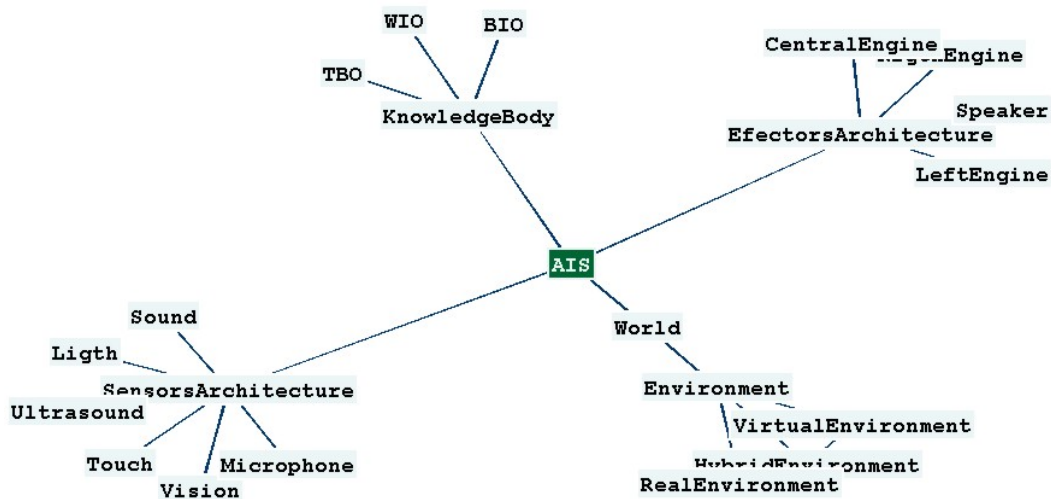 WIO
BIO
TBO
KnowledgeBody
CentralEngine
Speaker
EfectorsArchitecture
LeftEngine
AIS
World
Sound
Ligth
SensorsArchitecture
Ultrasound
Touch
Vision
Microphone
Environment
VirtualEnvironment
HybridEnvironment
RealEnvironment